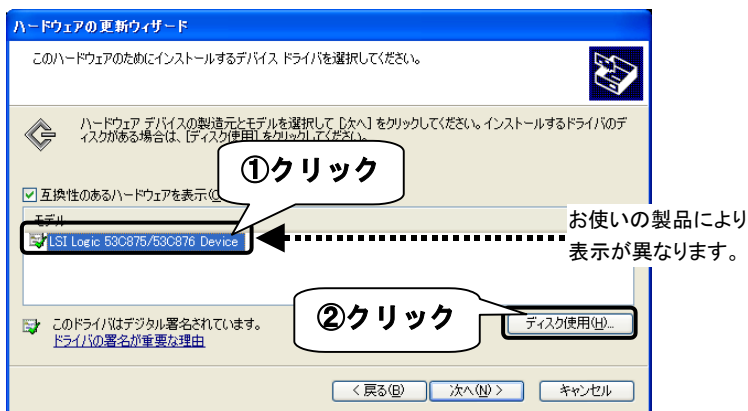 ハードウェアの更新ウィザード
このハードウェアのためにインストールするデバイス ドライバを選択してください。
ハードウェア デバイスの製造元とモデルを選択して [次へ] をクリックしてください。インストールするドライバのデ
ィスクがある場合は、[ディスク使用] をクリックしてください。
①クリック
互換性のあるハードウェアを表示(C
モデル
LSI Logic 53C875/53C876 Device
お使いの製品により
表示が異なります。
②クリック
このドライバはデジタル署名されています。
ディスク使用(H)...
ドライバの署名が重要な理由
< 戻る(B)
次へ(N) >
キャンセル